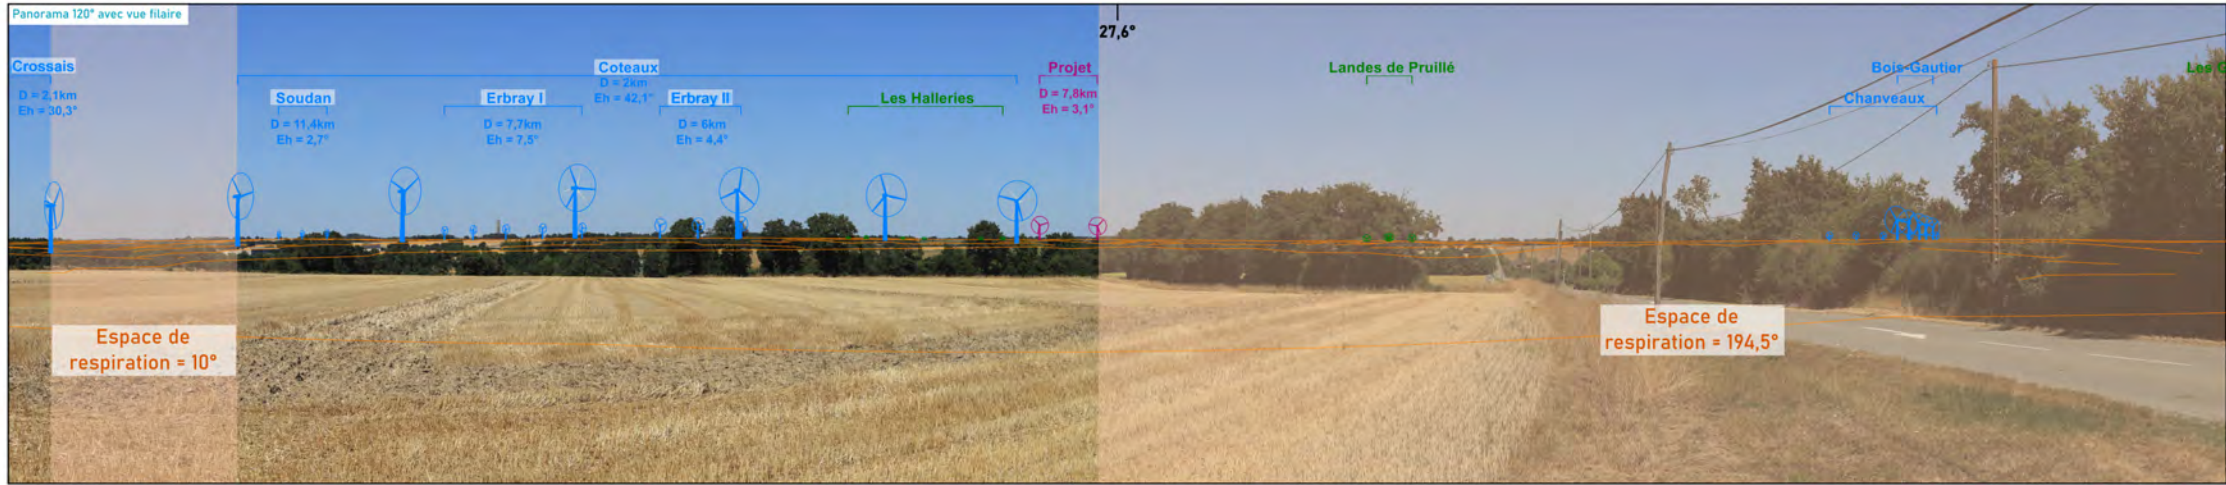 Panorama 120° avec vue filaire
27,6°
Crossais
D = 2,1km
Eh = 30,3°
Coteaux
D = 2km
Eh = 42,1°
Soudan
D = 11,4km
Eh = 2,7°
Erbray I
D = 7,7km
Eh = 7,5°
Erbray II
D = 6km
Eh = 4,4°
Les Halleries
Projet
D = 7,8km
Eh = 3,1°
Landes de Pruillé
Bois-Gautier
Chanveaux
Les G
Espace de
respiration = 10°
Espace de
respiration = 194,5°